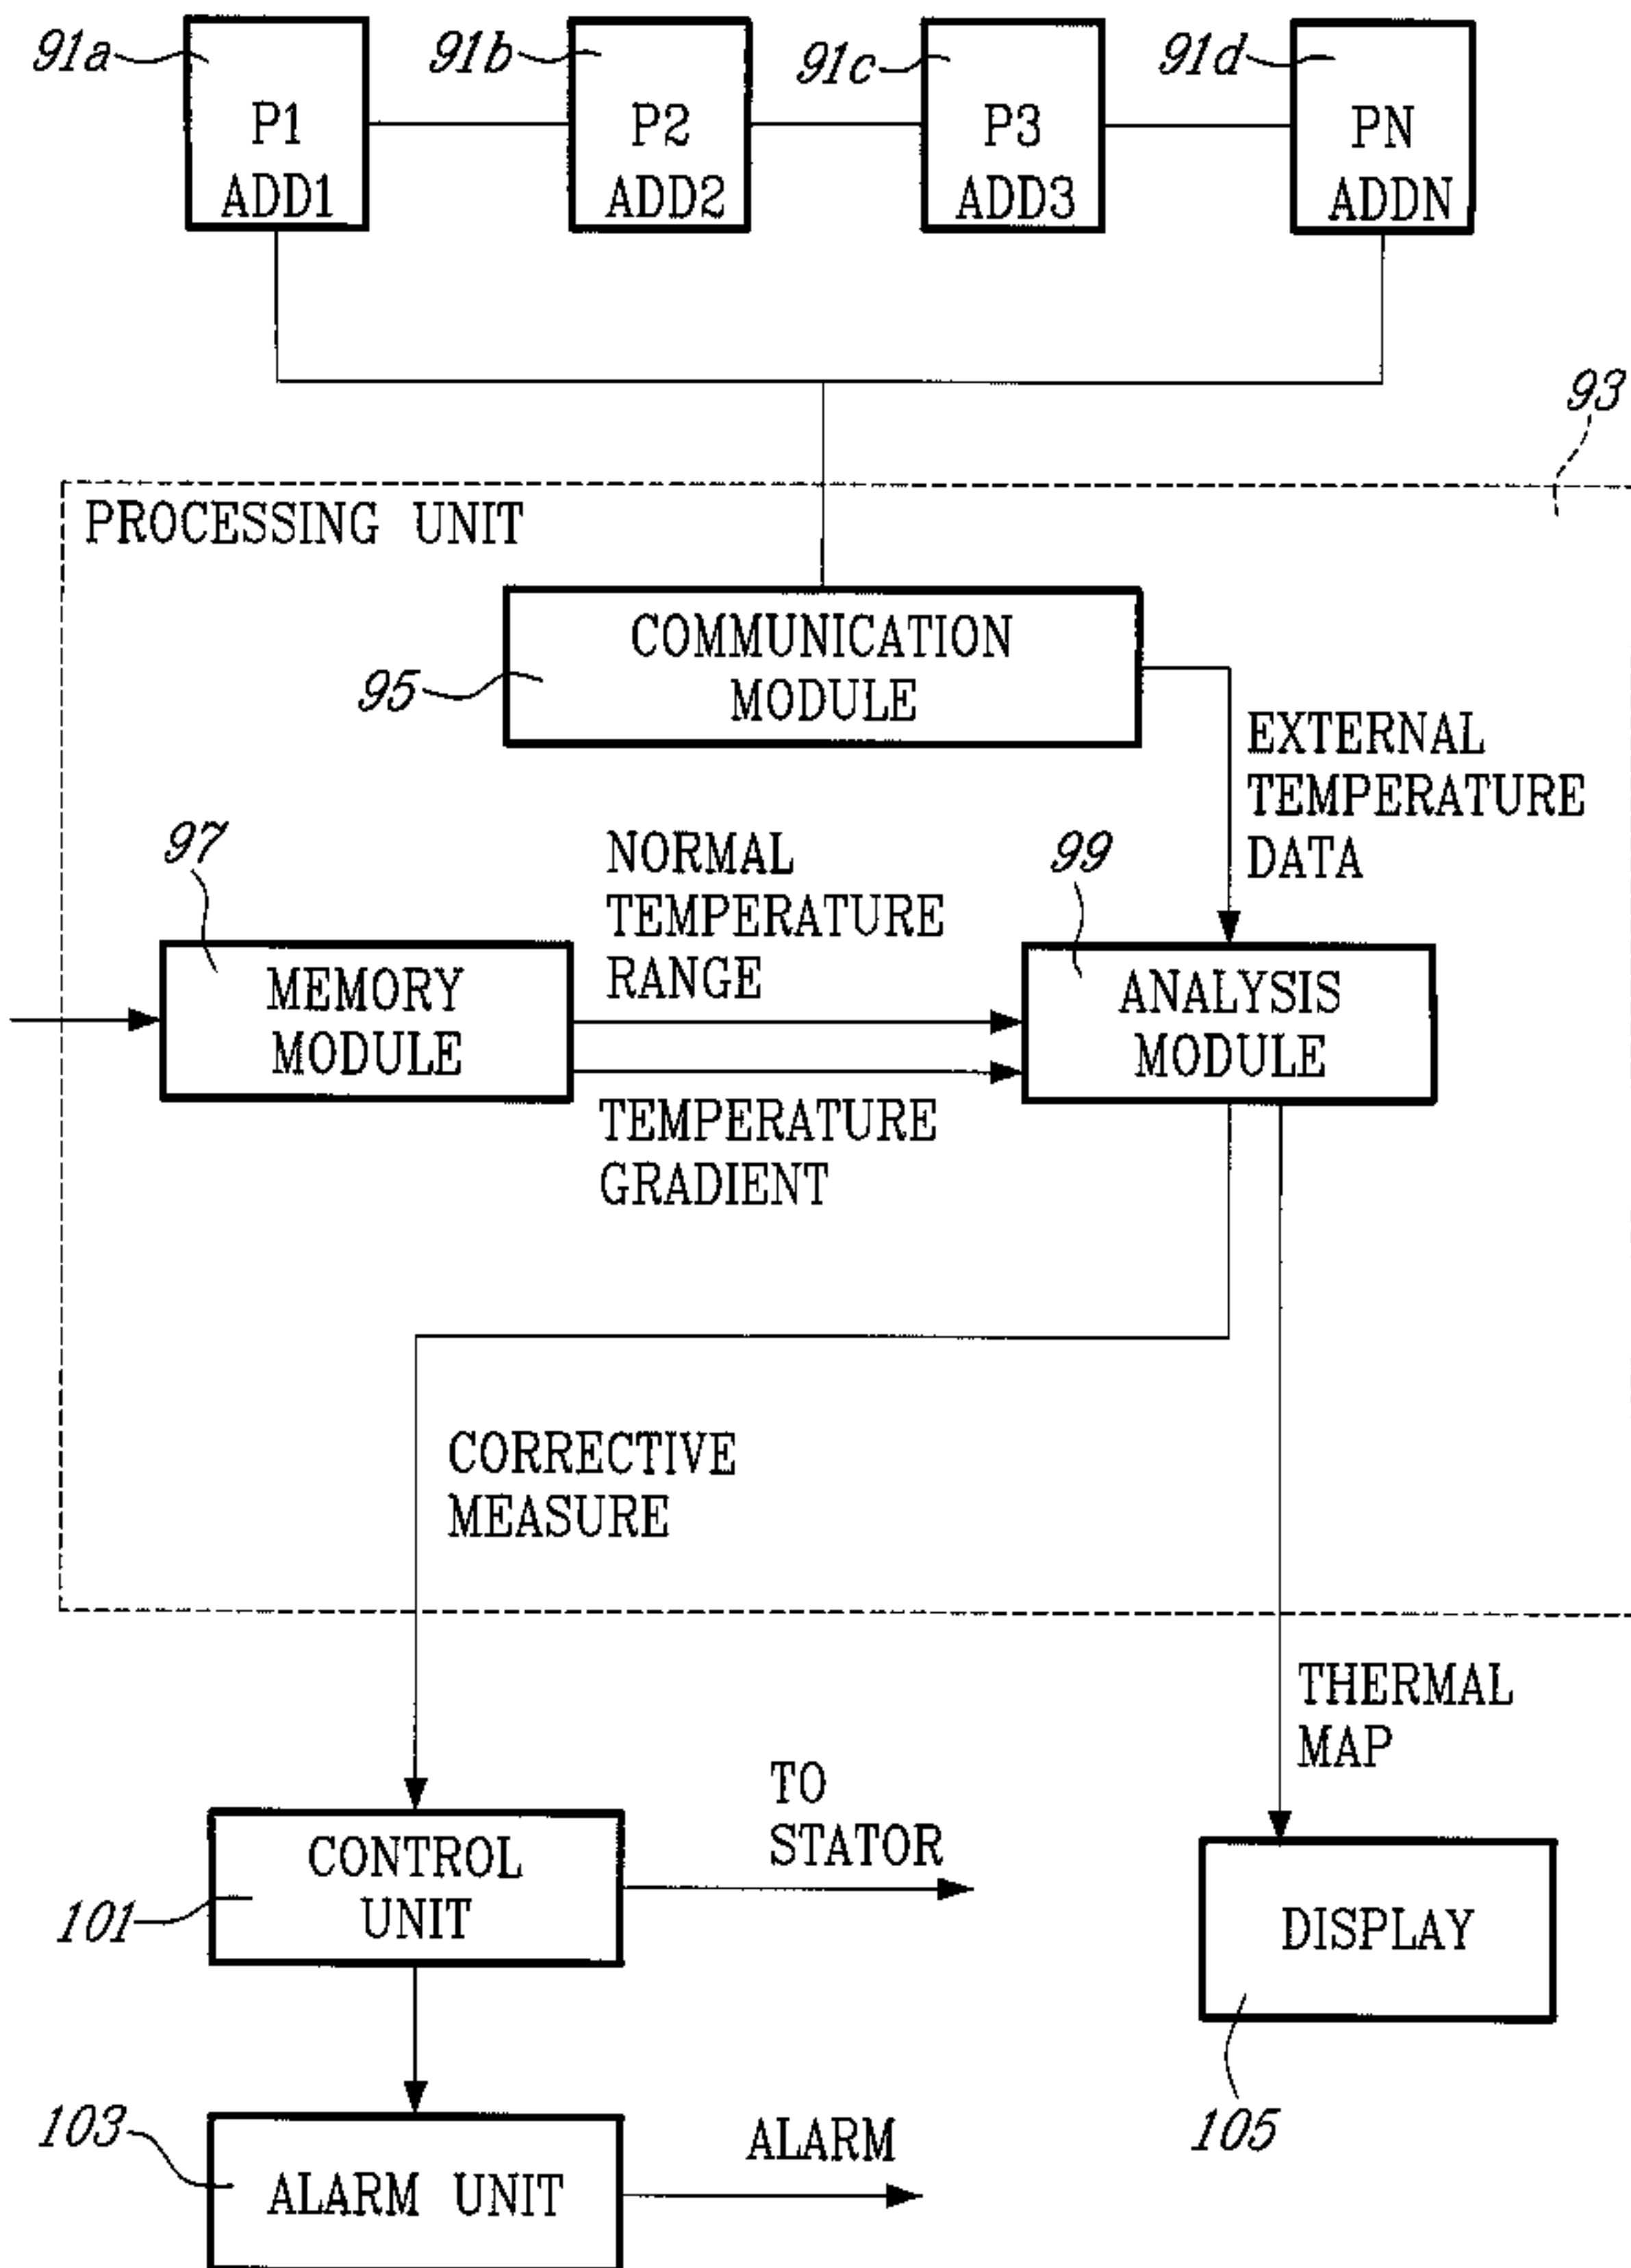 91a
91b
91c
91d
P1
ADD1
P2
ADD2
P3
ADD3
PN
ADDN
93
PROCESSING UNIT
COMMUNICATION
MODULE
95
EXTERNAL
TEMPERATURE
DATA
97
NORMAL
TEMPERATURE
RANGE
99
MEMORY
MODULE
ANALYSIS
MODULE
TEMPERATURE
GRADIENT
CORRECTIVE
MEASURE
THERMAL
MAP
TO
STATOR
CONTROL
UNIT
101
DISPLAY
105
103
ALARM UNIT
ALARM